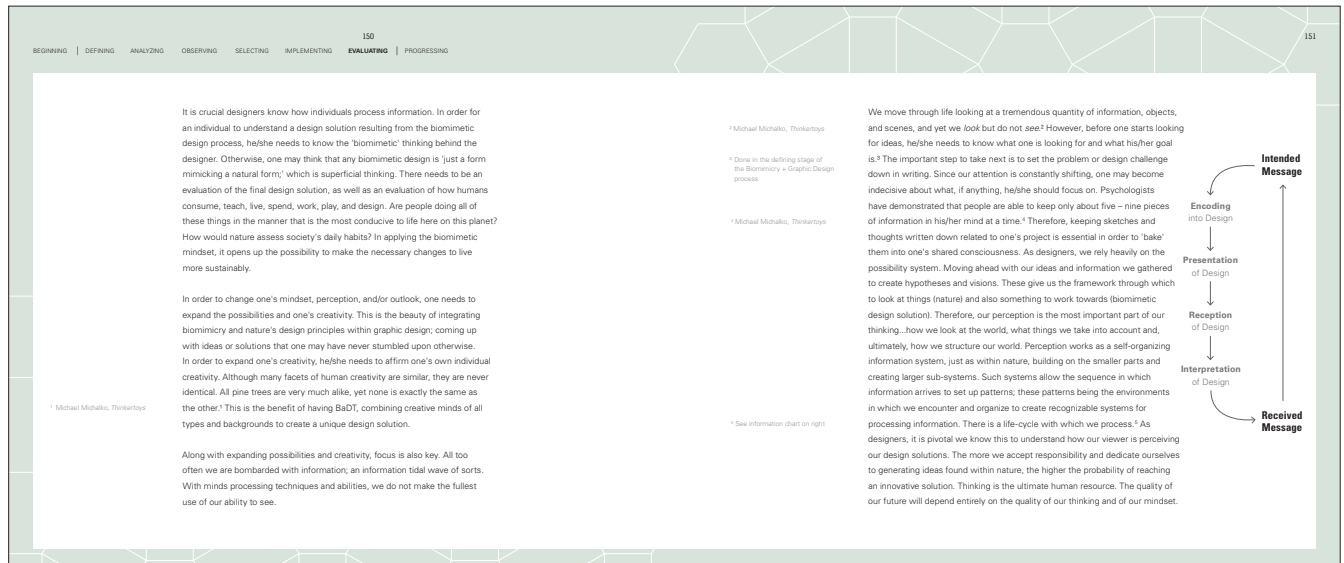 150
151
BEGINNING | DEFINING ANALYZING OBSERVING SELECTING IMPLEMENTING EVALUATING | PROGRESSING
It is crucial designers know how individuals process information. In order for
an individual to understand a design solution resulting from the biomimetic
design process, he/she needs to know the 'biomimetic' thinking behind the
designer. Otherwise, one may think that any biomimetic design is 'just a form
mimicking a natural form;' which is superficial thinking. There needs to be an
evaluation of the final design solution, as well as an evaluation of how humans
consume, teach, live, spend, work, play, and design. Are people doing all of
these things in the manner that is the most conducive to life here on this planet?
How would nature assess society's daily habits? In applying the biomimetic
mindset, it opens up the possibility to make the necessary changes to live
more sustainably.
In order to change one's mindset, perception, and/or outlook, one needs to
expand the possibilities and one's creativity. This is the beauty of integrating
biomimicry and nature's design principles within graphic design; coming up
with ideas or solutions that one may have never stumbled upon otherwise.
In order to expand one's creativity, he/she needs to affirm one's own individual
creativity. Although many facets of human creativity are similar, they are never
identical. All pine trees are very much alike, yet none is exactly the same as
the other.¹ This is the benefit of having BaDT, combining creative minds of all
types and backgrounds to create a unique design solution.
¹ Michael Michalko, Thinkertoys
Along with expanding possibilities and creativity, focus is also key. All too
often we are bombarded with information; an information tidal wave of sorts.
With minds processing techniques and abilities, we do not make the fullest
use of our ability to see.
² Michael Michalko, Thinkertoys
³ Done in the defining stage of
the Biomimicry + Graphic Design
process
⁴ Michael Michalko, Thinkertoys
⁵ See information chart on right
We move through life looking at a tremendous quantity of information, objects,
and scenes, and yet we look but do not see.² However, before one starts looking
for ideas, he/she needs to know what one is looking for and what his/her goal
is.³ The important step to take next is to set the problem or design challenge
down in writing. Since our attention is constantly shifting, one may become
indecisive about what, if anything, he/she should focus on. Psychologists
have demonstrated that people are able to keep only about five – nine pieces
of information in his/her mind at a time.⁴ Therefore, keeping sketches and
thoughts written down related to one's project is essential in order to 'bake'
them into one's shared consciousness. As designers, we rely heavily on the
possibility system. Moving ahead with our ideas and information we gathered
to create hypotheses and visions. These give us the framework through which
to look at things (nature) and also something to work towards (biomimetic
design solution). Therefore, our perception is the most important part of our
thinking...how we look at the world, what things we take into account and,
ultimately, how we structure our world. Perception works as a self-organizing
information system, just as within nature, building on the smaller parts and
creating larger sub-systems. Such systems allow the sequence in which
information arrives to set up patterns; these patterns being the environments
in which we encounter and organize to create recognizable systems for
processing information. There is a life-cycle with which we process.⁵ As
designers, it is pivotal we know this to understand how our viewer is perceiving
our design solutions. The more we accept responsibility and dedicate ourselves
to generating ideas found within nature, the higher the probability of reaching
an innovative solution. Thinking is the ultimate human resource. The quality of
our future will depend entirely on the quality of our thinking and of our mindset.
Intended
Message
Encoding
into Design
Presentation
of Design
Reception
of Design
Interpretation
of Design
Received
Message